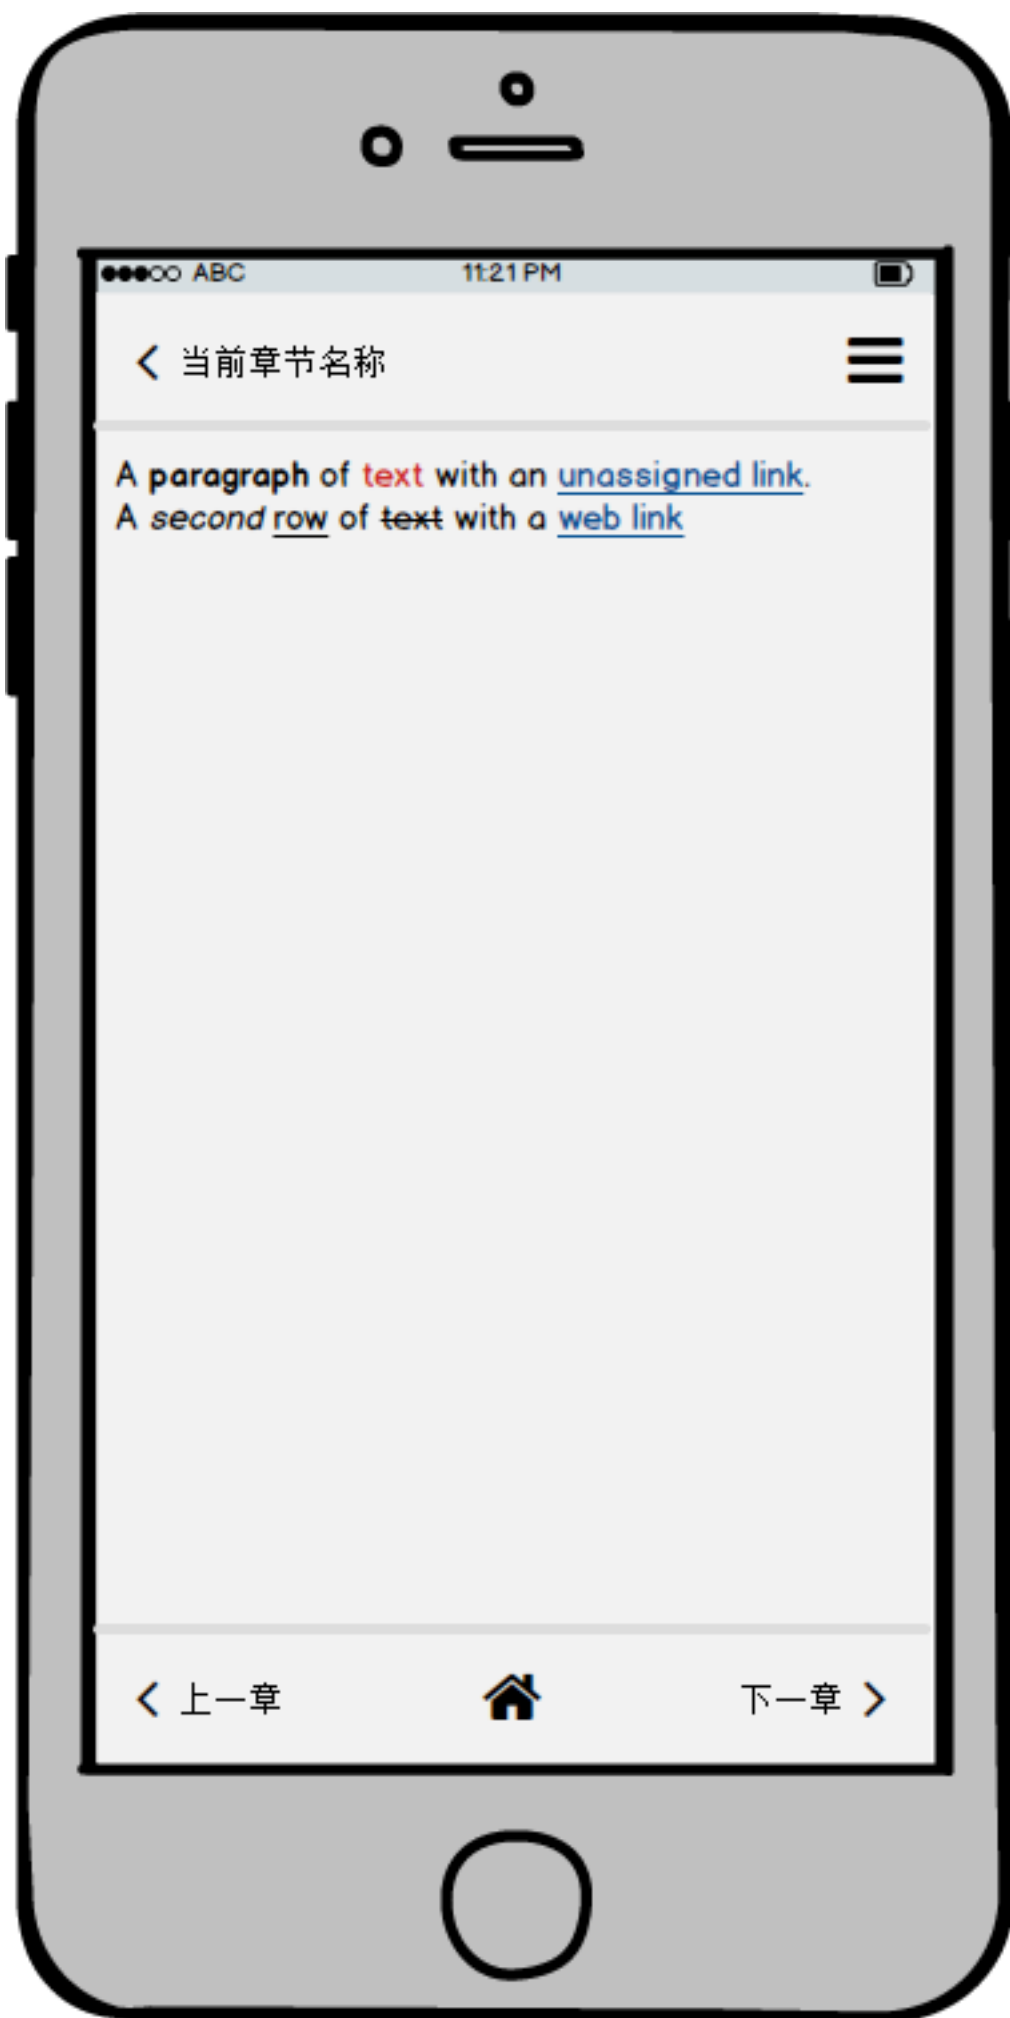 ABC 11:21 PM
当前章节名称
A paragraph of text with an unassigned link.
A second row of text with a web link
上一章 下一章